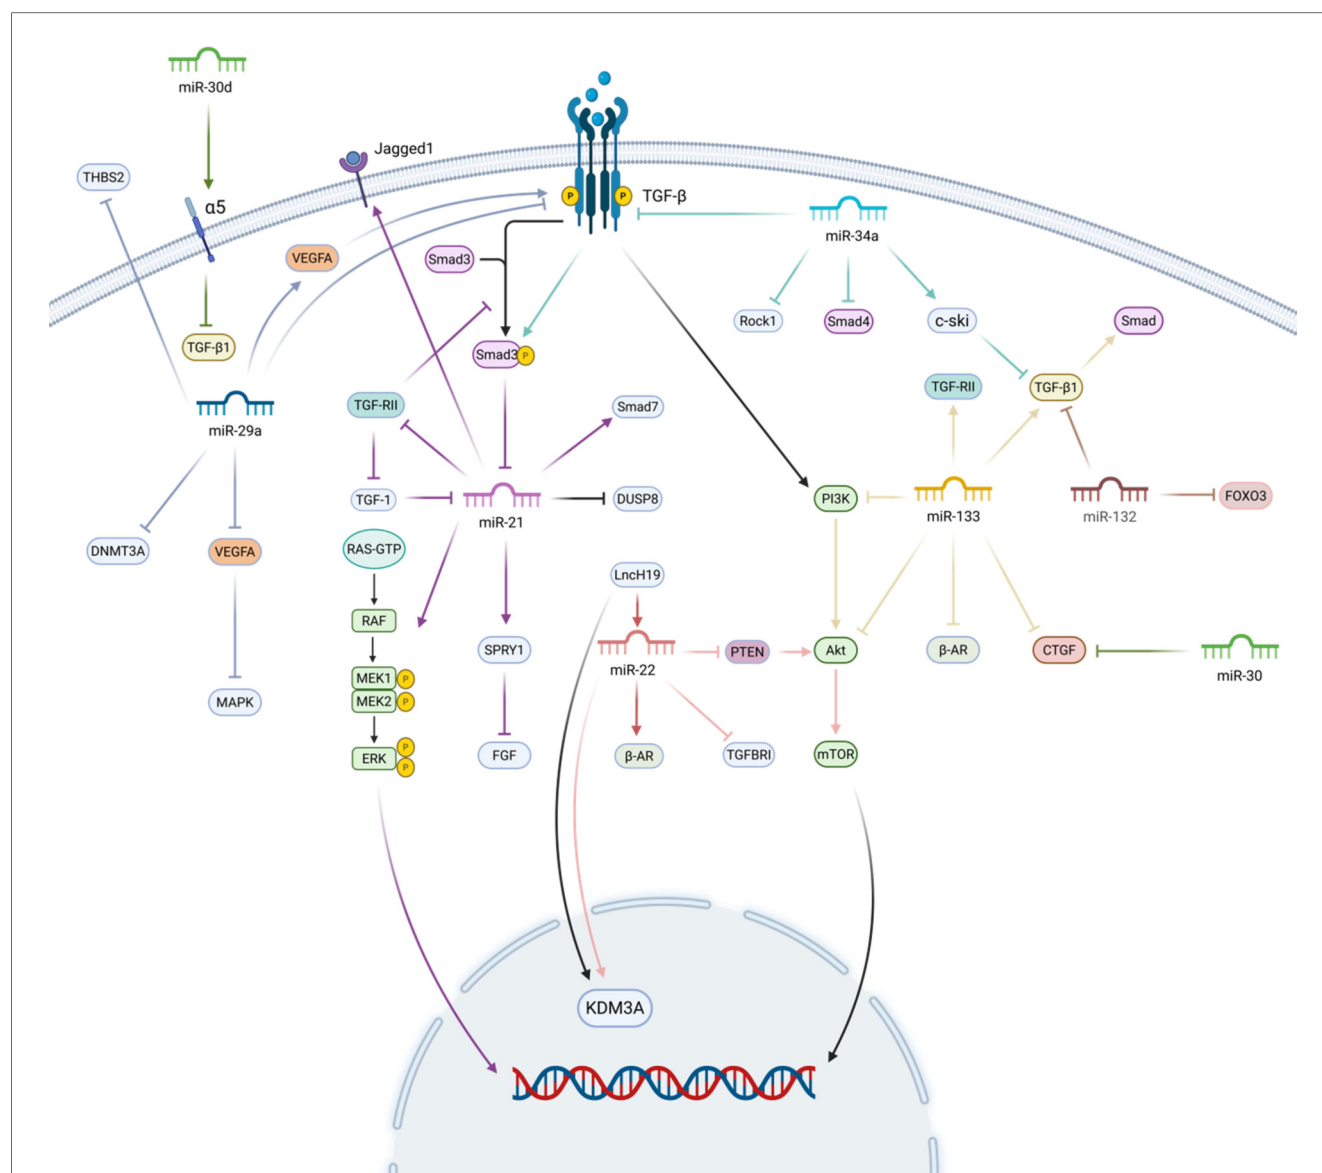 miR-30d
Jagged1
THBS2
α5
P
P
TGF-β
miR-34a
VEGFA
Smad3
Rock1
Smad4
c-ski
Smad
TGF-β1
Smad3
P
TGF-RII
TGF-β1
TGF-RII
Smad7
miR-29a
TGF-1
miR-21
DUSP8
PI3K
miR-133
miR-132
FOXO3
DNMT3A
VEGFA
RAS-GTP
LncH19
RAF
SPRY1
miR-22
PTEN
Akt
β-AR
CTGF
miR-30
MEK1
P
MEK2
P
MAPK
ERK
P
P
FGF
β-AR
TGFBRI
mTOR
KDM3A